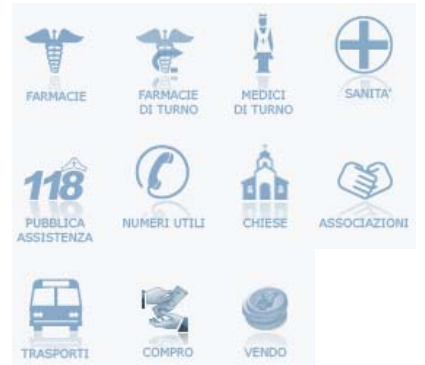 FARMACIE
FARMACIE
DI TURNO
MEDICI
DI TURNO
SANITA'
118
PUBBLICA
ASSISTENZA
NUMERI UTILI
CHIESE
ASSOCIAZIONI
TRASPORTI
COMPRO
VENDO